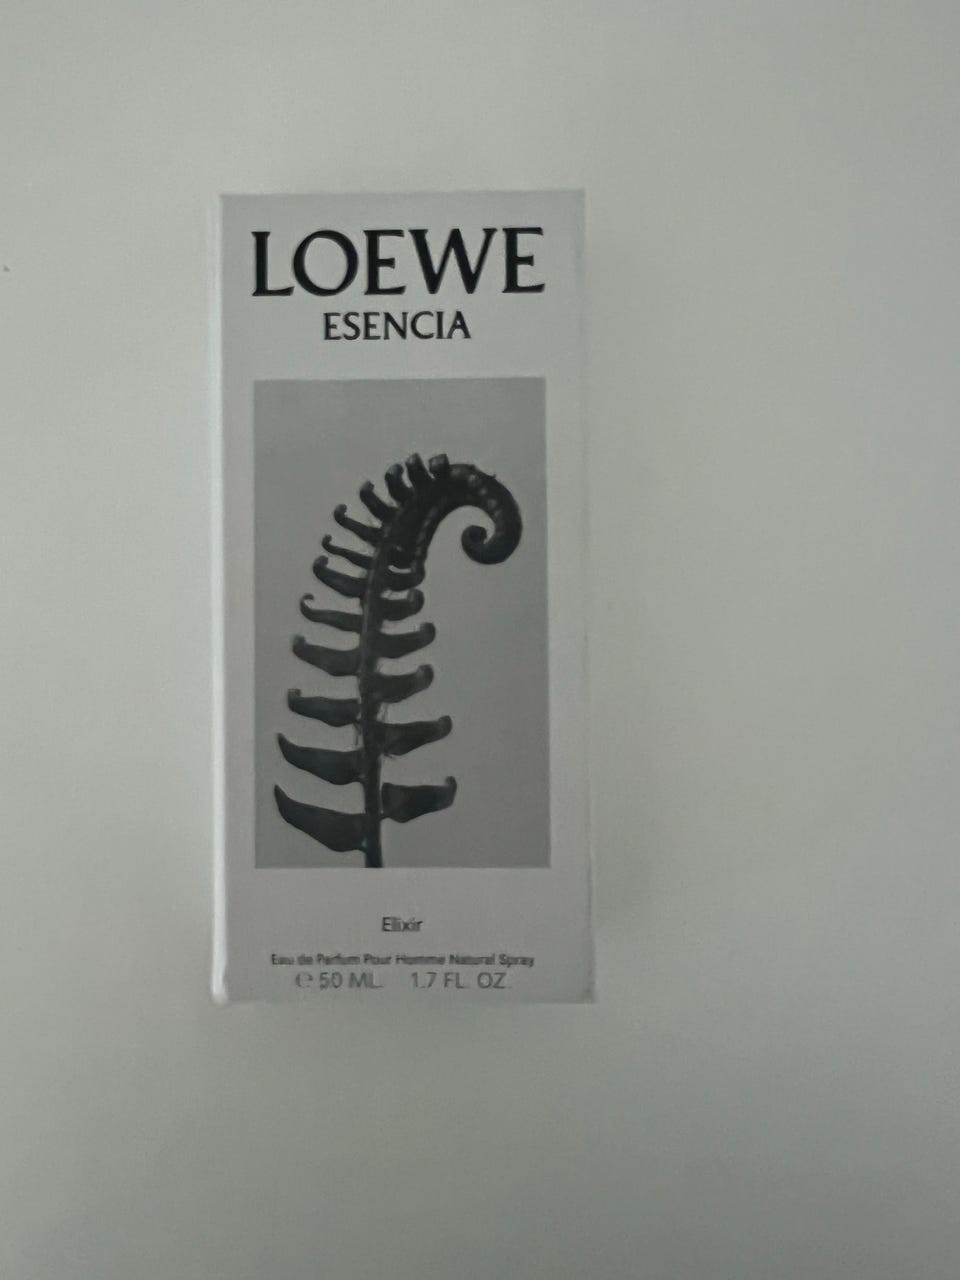 LOEWE
ESENCIA
Elixir
Eau de Parfum Pour Homme Natural Spray
℮ 50 ML. 1.7 FL. OZ.